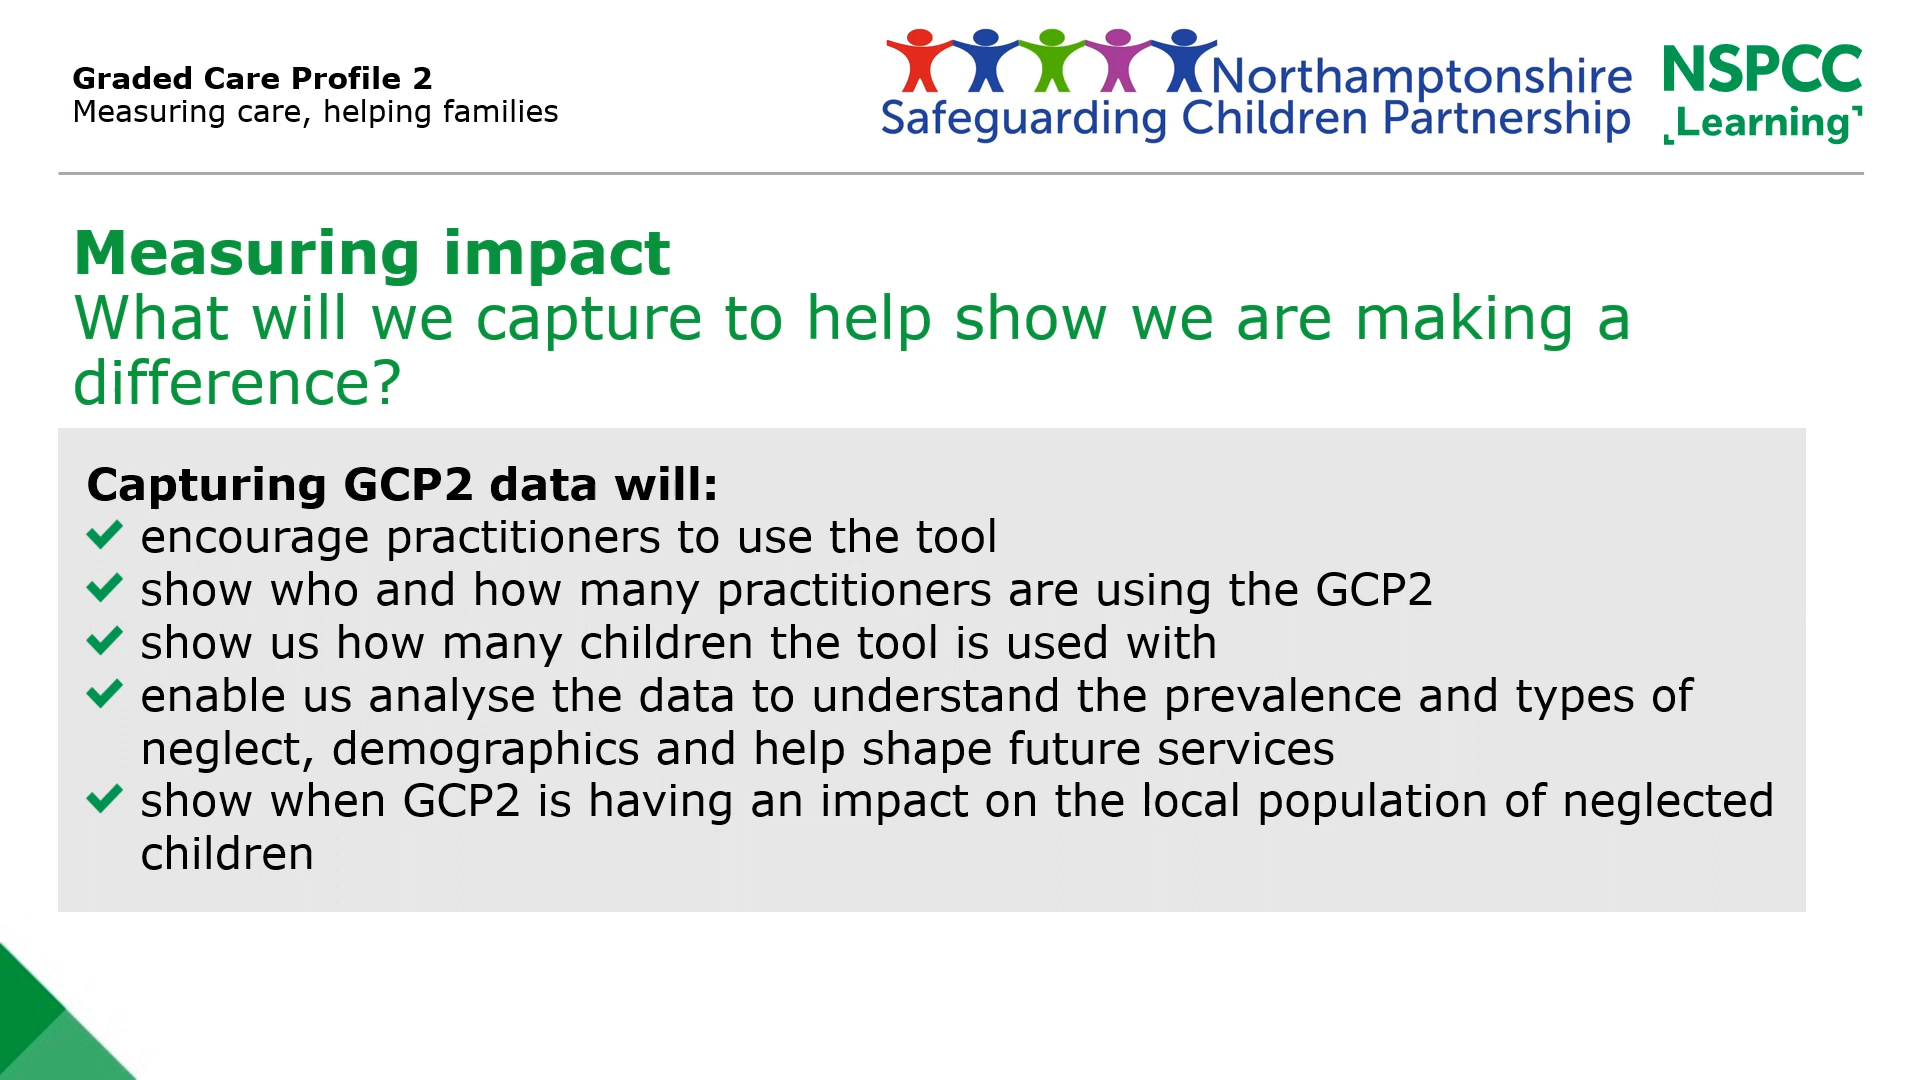 Graded Care Profile 2
Measuring care, helping families
Northamptonshire
Safeguarding Children Partnership
NSPCC
Learning
Measuring impact
What will we capture to help show we are making a
difference?
Capturing GCP2 data will:
encourage practitioners to use the tool
show who and how many practitioners are using the GCP2
show us how many children the tool is used with
enable us analyse the data to understand the prevalence and types of
neglect, demographics and help shape future services
show when GCP2 is having an impact on the local population of neglected
children